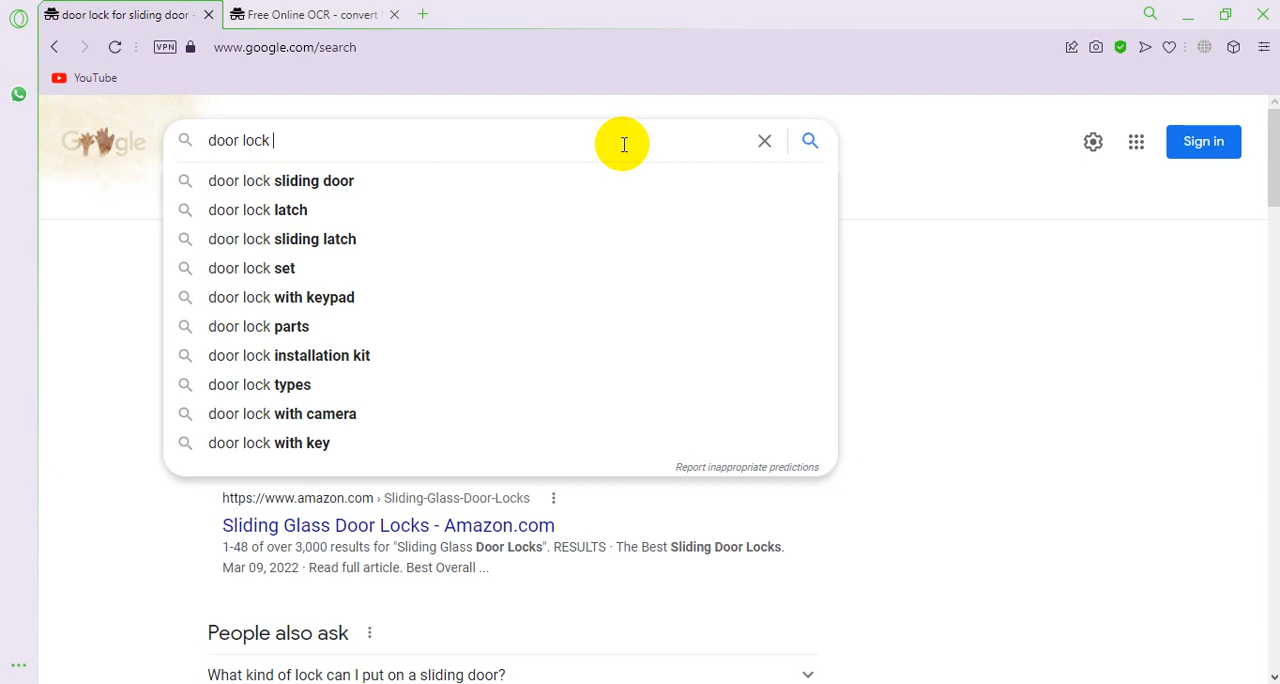 door lock for sliding door -
Free Online OCR - convert
VPN
www.google.com/search
YouTube
Google
door lock
Sign in
door lock sliding door
door lock latch
door lock sliding latch
door lock set
door lock with keypad
door lock parts
door lock installation kit
door lock types
door lock with camera
door lock with key
Report inappropriate predictions
https://www.amazon.com › Sliding-Glass-Door-Locks
Sliding Glass Door Locks - Amazon.com
1-48 of over 3,000 results for "Sliding Glass Door Locks". RESULTS · The Best Sliding Door Locks.
Mar 09, 2022 · Read full article. Best Overall ...
People also ask
What kind of lock can I put on a sliding door?